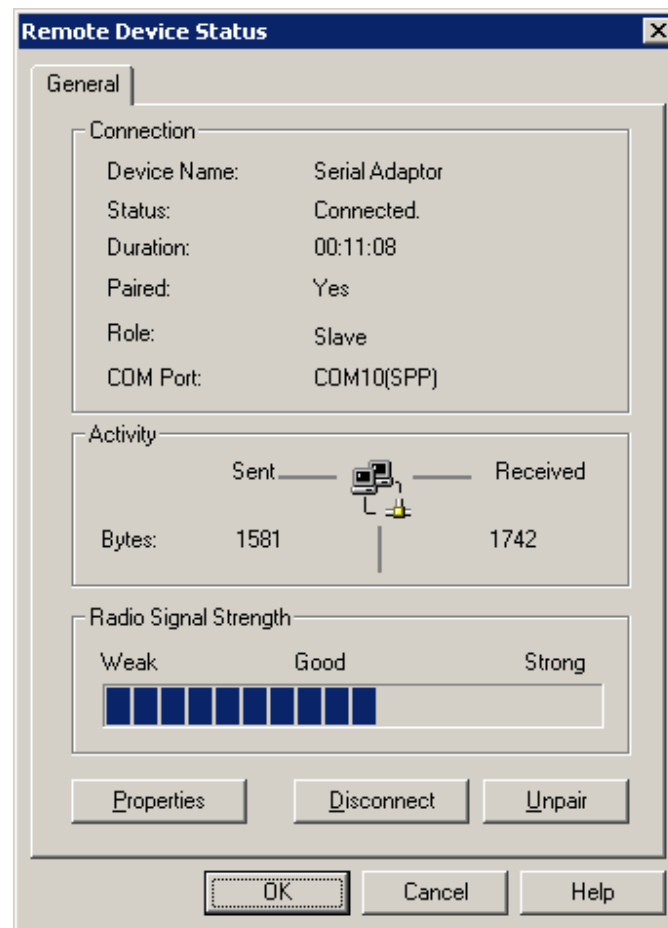 Remote Device Status
General
Connection
Device Name: Serial Adaptor
Status: Connected.
Duration: 00:11:08
Paired: Yes
Role: Slave
COM Port: COM10(SPP)
Activity
Sent Received
Bytes: 1581 1742
Radio Signal Strength
Weak Good Strong
Properties Disconnect Unpair
OK Cancel Help